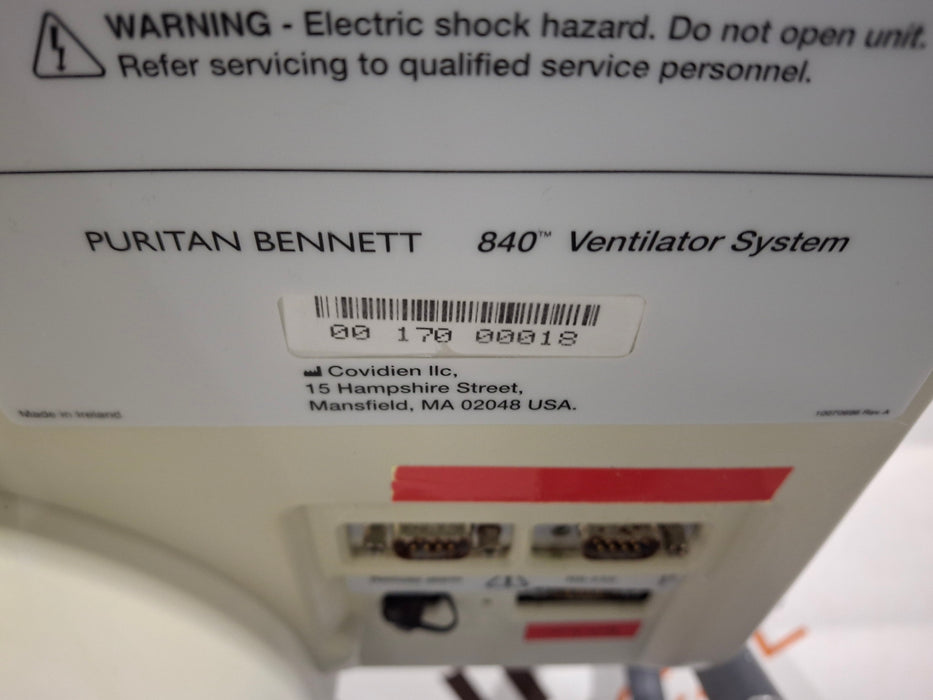 WARNING - Electric shock hazard. Do not open unit.
Refer servicing to qualified service personnel.
PURITAN BENNETT 840™ Ventilator System
00 170 00018
Covidien llc,
15 Hampshire Street,
Mansfield, MA 02048 USA.
Made in Ireland